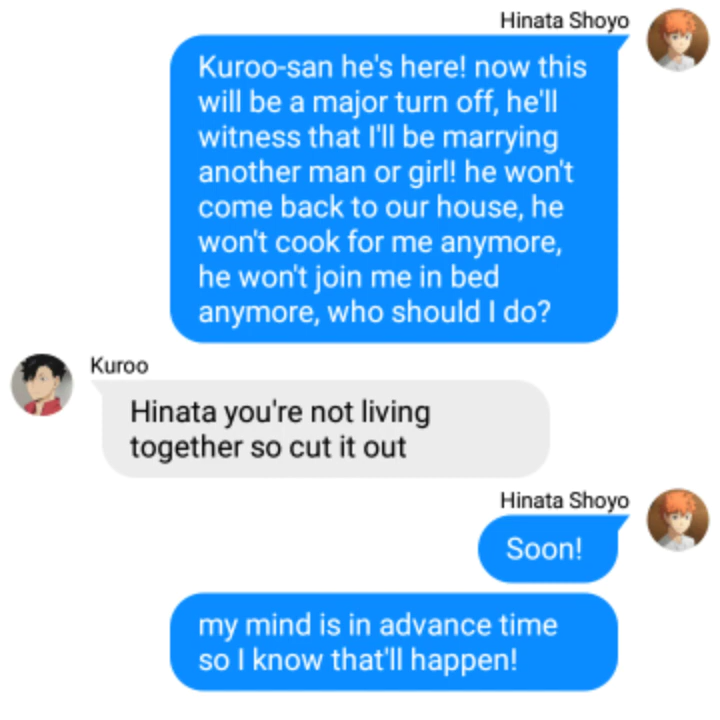 Hinata Shoyo
Kuroo-san he's here! now this
will be a major turn off, he'll
witness that I'll be marrying
another man or girl! he won't
come back to our house, he
won't cook for me anymore,
he won't join me in bed
anymore, who should I do?
Kuroo
Hinata you're not living
together so cut it out
Hinata Shoyo
Soon!
my mind is in advance time
so I know that'll happen!